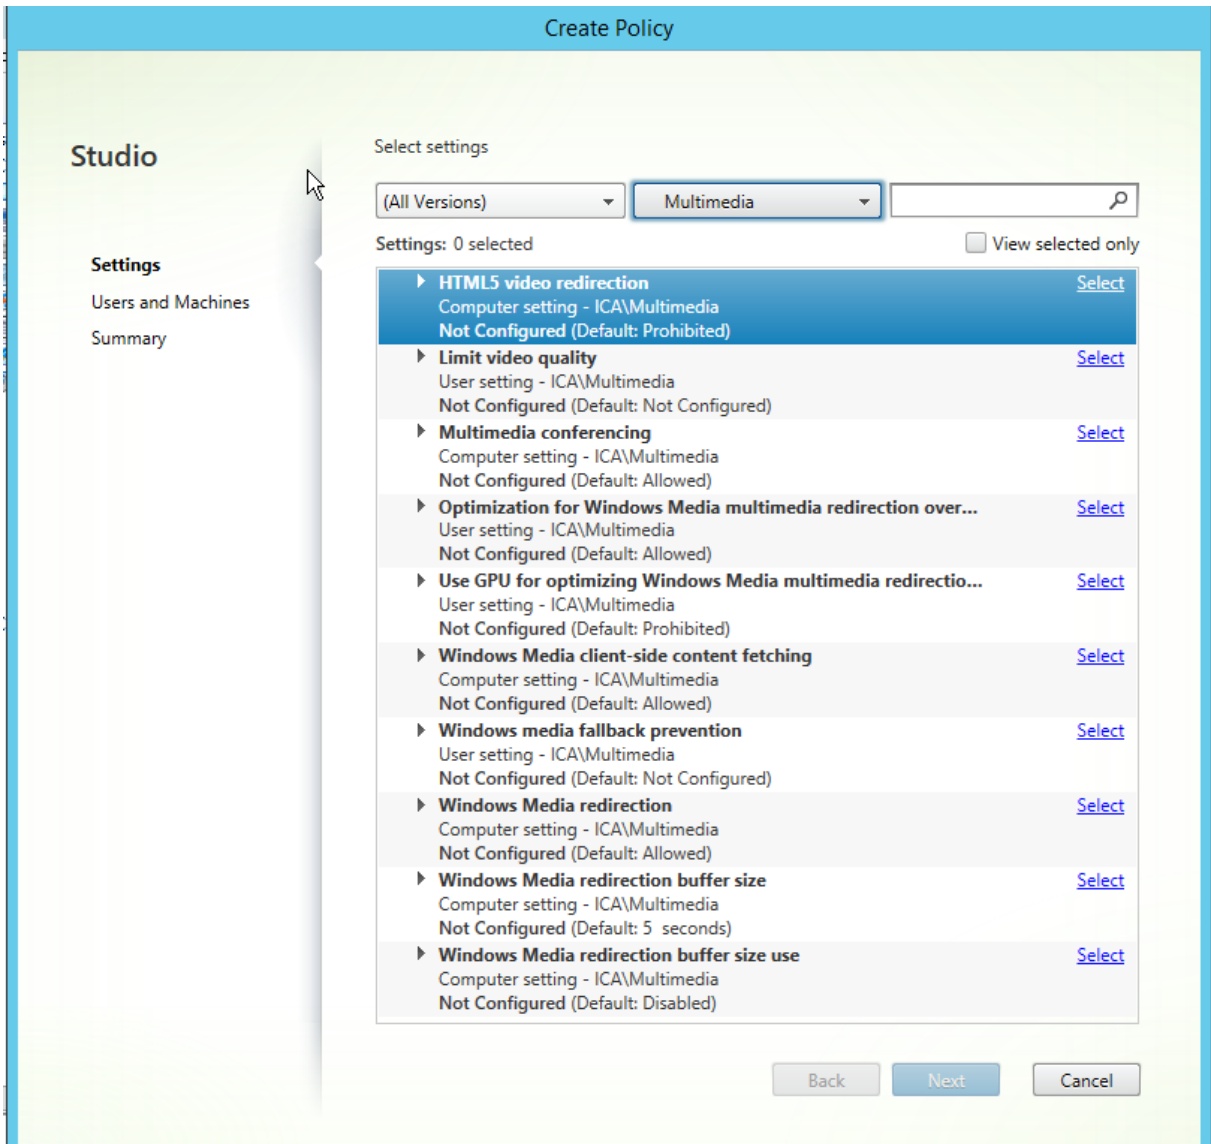 Create Policy
Studio
Settings
Users and Machines
Summary
Select settings
(All Versions)
Multimedia
Settings: 0 selected
View selected only
HTML5 video redirection Select
Computer setting - ICA\Multimedia
Not Configured (Default: Prohibited)
Limit video quality Select
User setting - ICA\Multimedia
Not Configured (Default: Not Configured)
Multimedia conferencing Select
Computer setting - ICA\Multimedia
Not Configured (Default: Allowed)
Optimization for Windows Media multimedia redirection over... Select
User setting - ICA\Multimedia
Not Configured (Default: Allowed)
Use GPU for optimizing Windows Media multimedia redirectio... Select
User setting - ICA\Multimedia
Not Configured (Default: Prohibited)
Windows Media client-side content fetching Select
Computer setting - ICA\Multimedia
Not Configured (Default: Allowed)
Windows media fallback prevention Select
User setting - ICA\Multimedia
Not Configured (Default: Not Configured)
Windows Media redirection Select
Computer setting - ICA\Multimedia
Not Configured (Default: Allowed)
Windows Media redirection buffer size Select
Computer setting - ICA\Multimedia
Not Configured (Default: 5 seconds)
Windows Media redirection buffer size use Select
Computer setting - ICA\Multimedia
Not Configured (Default: Disabled)
Back
Next
Cancel